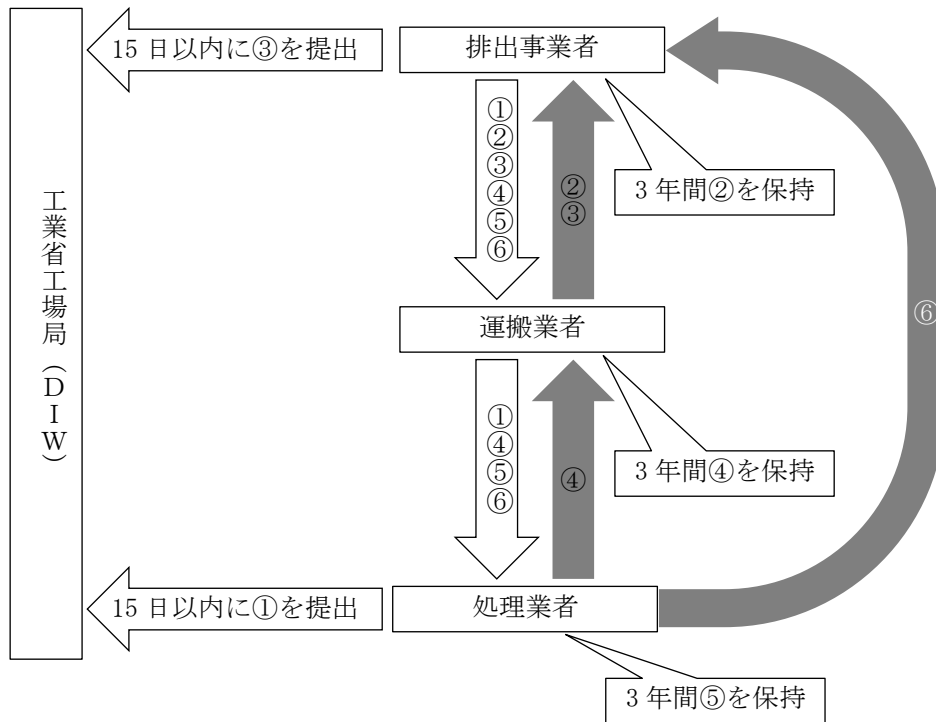 15 日以内に③を提出
排出事業者
①
②
③
④
⑤
⑥
②
③
3 年間②を保持
工業省工場局（DIW）
運搬業者
⑥
①
④
⑤
⑥
④
3 年間④を保持
15 日以内に①を提出
処理業者
3 年間⑤を保持